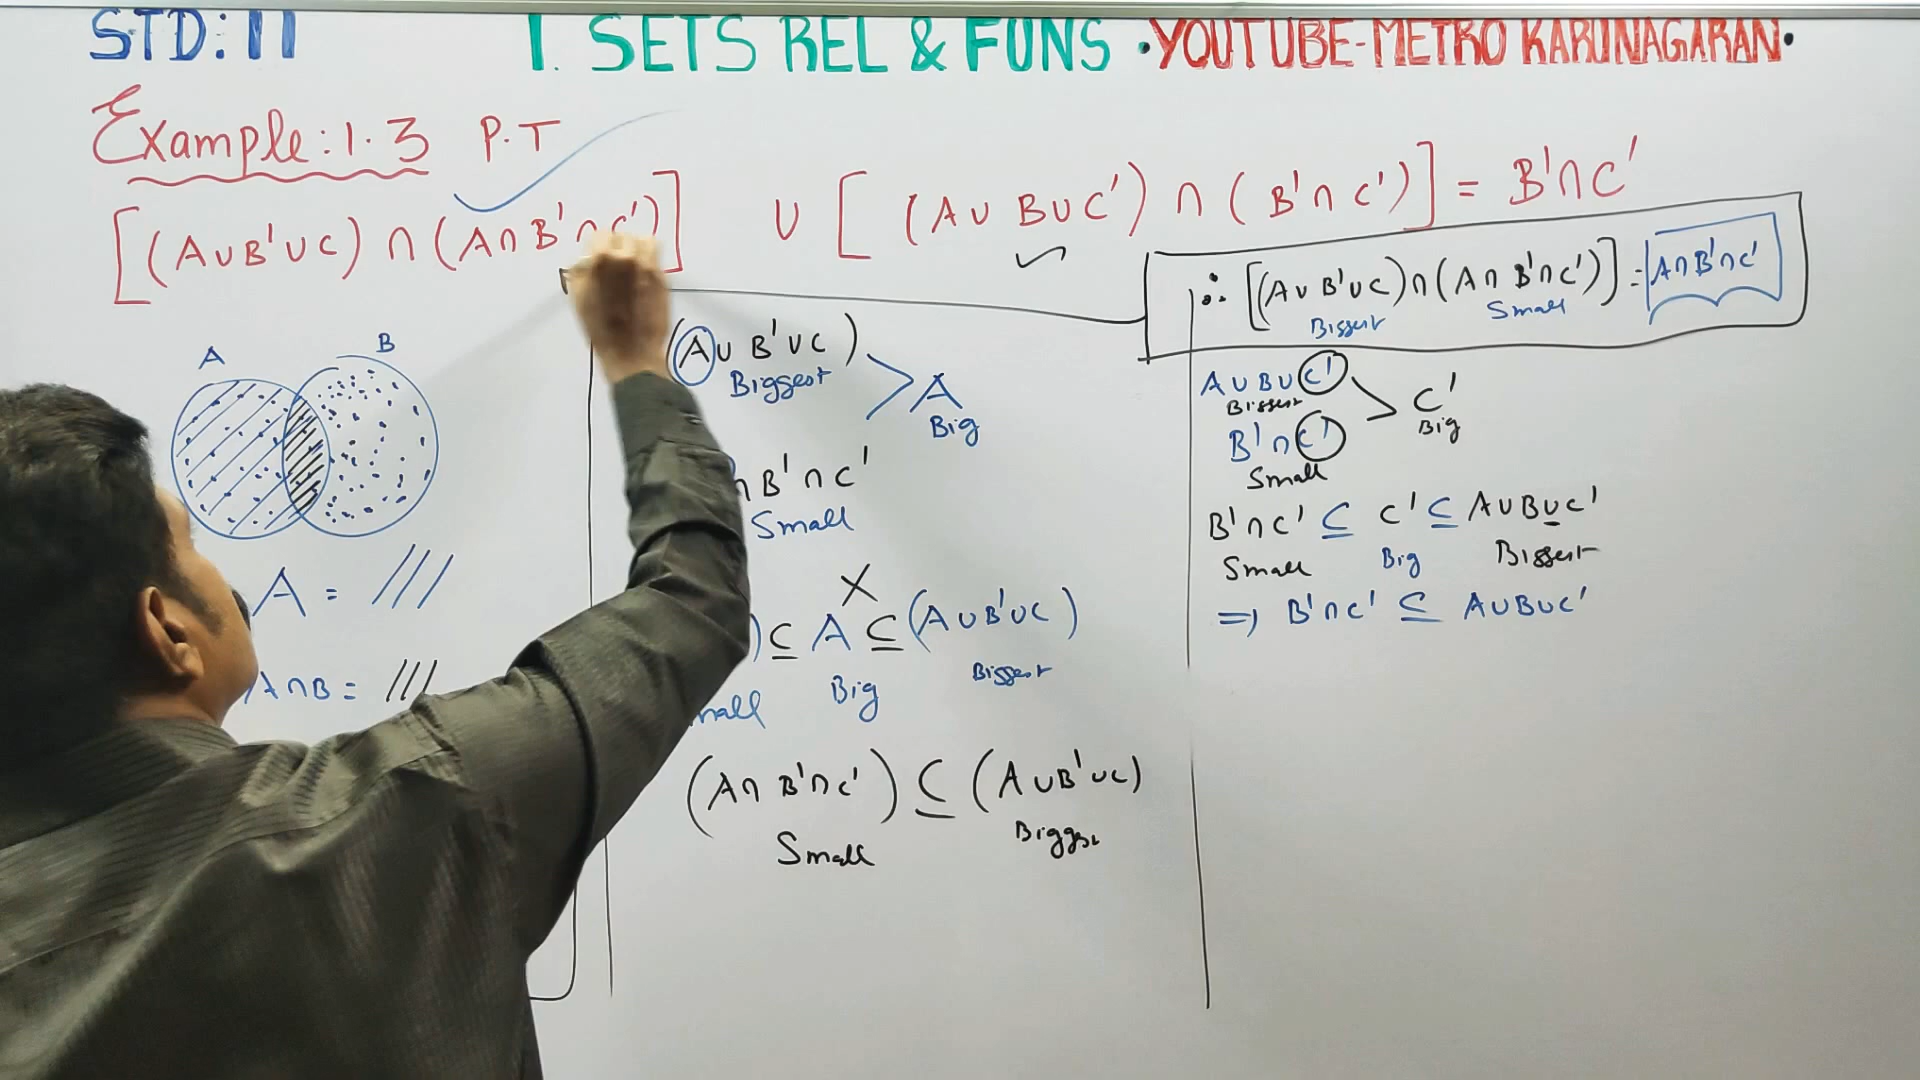 STD: 11 1. SETS REL & FUNS •YOUTUBE-METRO KARUNAGARAN•
Example: 1.3 P.T
[(A∪B'∪C) ∩ (A∩B'∩C')] ∪ [(A∪B∪C') ∩ (B'∩C')] = B'∩C'
∴ [(A∪B'∪C)∩(A∩B'∩C')] = A∩B'∩C'
Biggest Small
A B
A = ///
A∩B = ///
(A∪B'∪C)
Biggest
A
Big
∩B'∩C'
Small
)⊆ A ⊆ (A∪B'∪C)
Big Biggest
(A∩B'∩C') ⊆ (A∪B'∪C)
Small
A∪B∪C'
Biggest
C'
Big
B'∩C'
Small
B'∩C' ⊆ C' ⊆ A∪B∪C'
Small Big Biggest
⇒ B'∩C' ⊆ A∪B∪C'